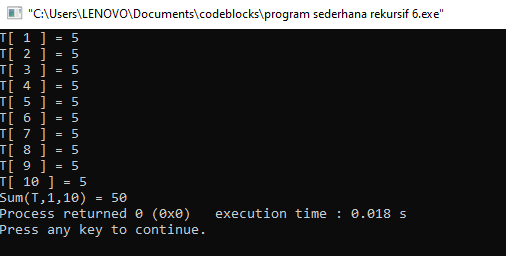 "C:\Users\LENOVO\Documents\codeblocks\program sederhana rekursif 6.exe"
T[ 1 ] = 5
T[ 2 ] = 5
T[ 3 ] = 5
T[ 4 ] = 5
T[ 5 ] = 5
T[ 6 ] = 5
T[ 7 ] = 5
T[ 8 ] = 5
T[ 9 ] = 5
T[ 10 ] = 5
Sum(T,1,10) = 50
Process returned 0 (0x0)   execution time : 0.018 s
Press any key to continue.